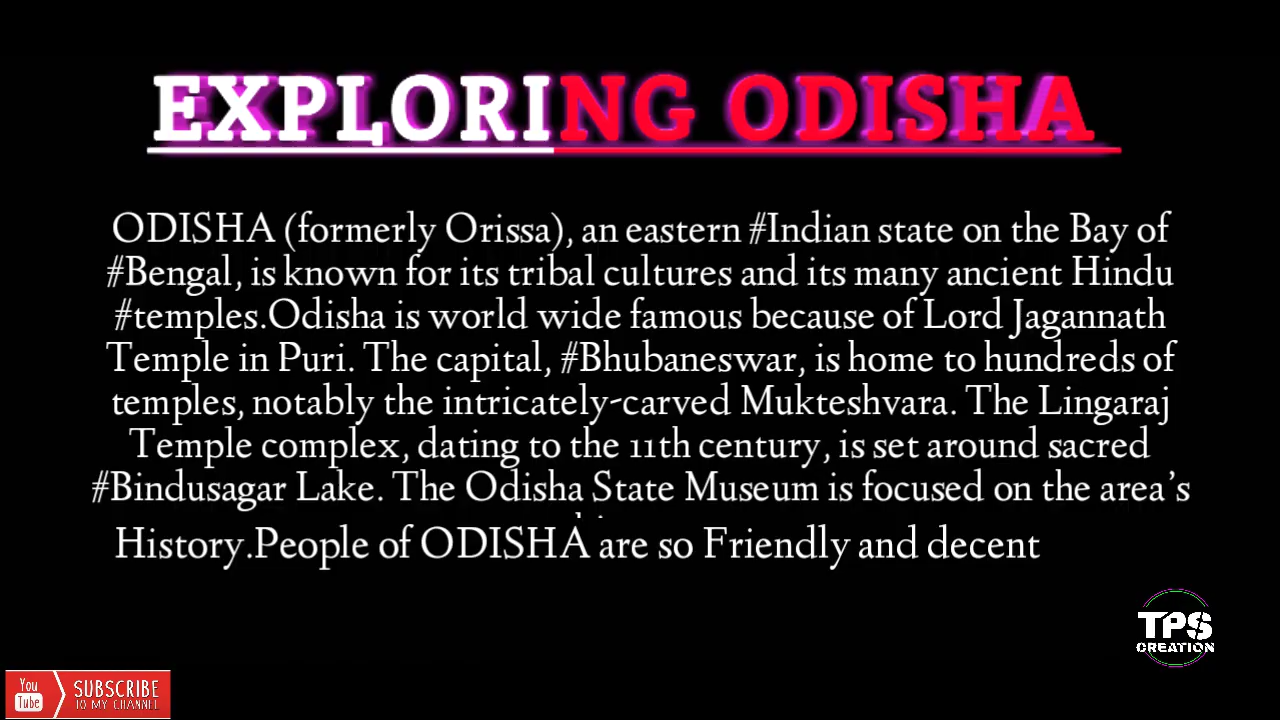 EXPLORING ODISHA
ODISHA (formerly Orissa), an eastern #Indian state on the Bay of
#Bengal, is known for its tribal cultures and its many ancient Hindu
#temples.Odisha is world wide famous because of Lord Jagannath
Temple in Puri. The capital, #Bhubaneswar, is home to hundreds of
temples, notably the intricately-carved Mukteshvara. The Lingaraj
Temple complex, dating to the 11th century, is set around sacred
#Bindusagar Lake. The Odisha State Museum is focused on the area’s
History.People of ODISHA are so Friendly and decent
TPS
CREATION
You
Tube
SUBSCRIBE
TO MY CHANNEL